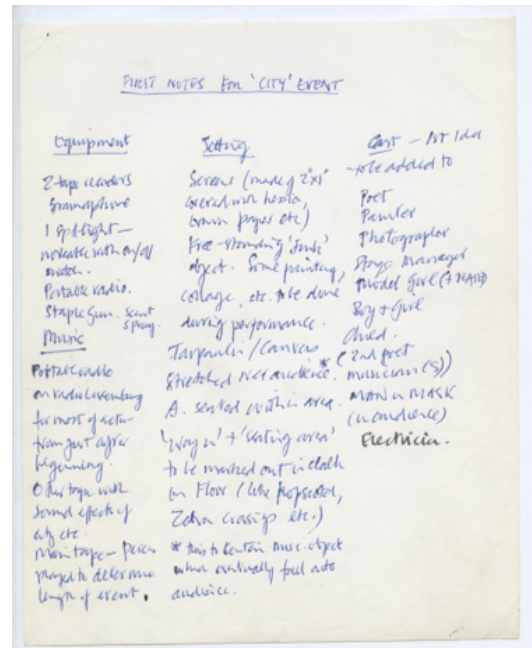 FIRST NOTES FOR 'CITY' EVENT
Equipment
2 tape recorders
Gramophone
1 Spotlight —
moveable with on/off
switch.
Portable radio.
Staple Gun. Scent
Spray.
Music
Portable radio
on radio Luxembourg
for most of
from just after
beginning.
Other tape with
sound effects of
city etc.
Main tape — pieces
played to determine
length of event.
Setting
Screens (made of 2"x1"
covered with hessian,
brown paper etc)
Free-standing 'junk'
object. Some painting,
collage, etc. to be done
during performance.
Tarpaulin / Canvas
Stretched over audience. *
A. seated within area.
'way in' + 'seating area'
to be marked out in cloth
on Floor (like hopscotch,
Zebra crossings etc.)
* this to contain music-object
which eventually fall onto
audience.
Cast — 1st Idea
— to be added to
Poet
Painter
Photographer
Stage Manager
Model Girl
Boy + Girl
(2nd poet
musician(s))
MAN in MASK
(in audience)
Electrician.